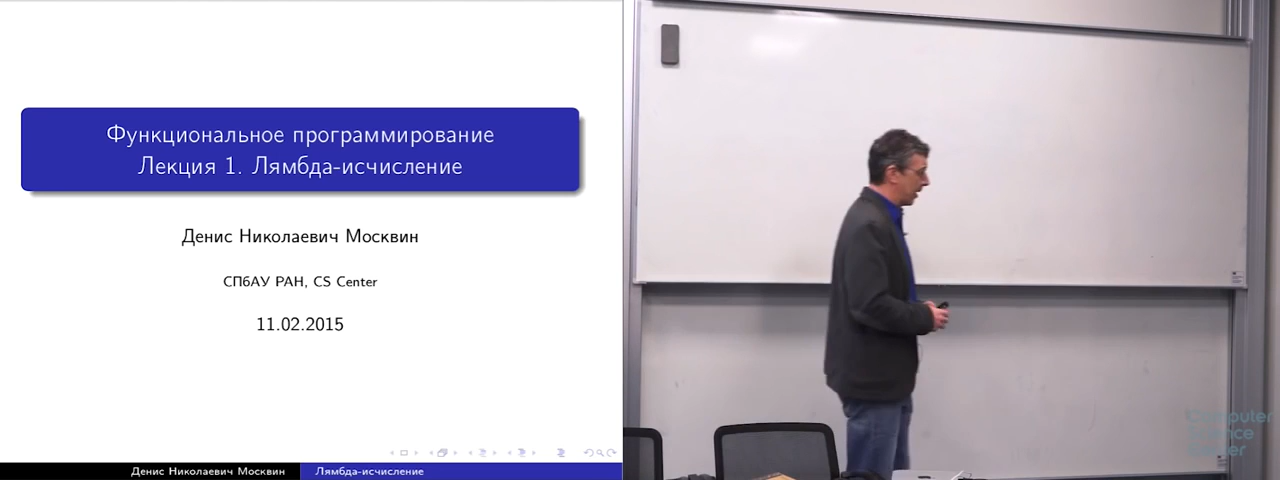 Функциональное программирование
Лекция 1. Лямбда-исчисление
Денис Николаевич Москвин
СПбАУ РАН, CS Center
11.02.2015
Денис Николаевич Москвин
Лямбда-исчисление
Computer
Science
Center